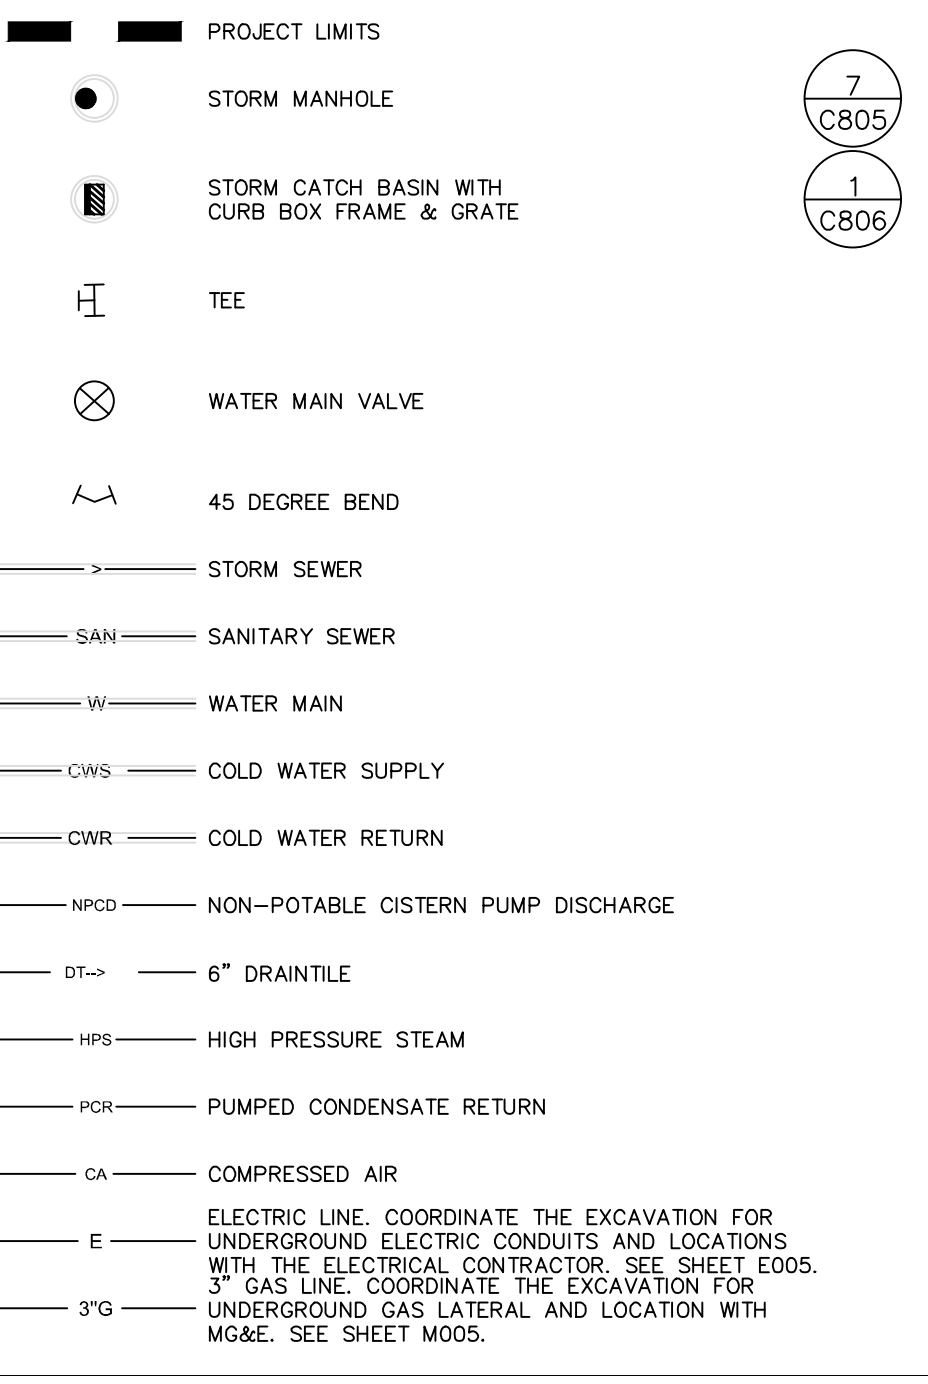 PROJECT LIMITS
STORM MANHOLE
7
C805
STORM CATCH BASIN WITH
CURB BOX FRAME & GRATE
1
C806
TEE
WATER MAIN VALVE
45 DEGREE BEND
> STORM SEWER
SAN SANITARY SEWER
W WATER MAIN
CWS COLD WATER SUPPLY
CWR COLD WATER RETURN
NPCD NON-POTABLE CISTERN PUMP DISCHARGE
DT--> 6" DRAINTILE
HPS HIGH PRESSURE STEAM
PCR PUMPED CONDENSATE RETURN
CA COMPRESSED AIR
ELECTRIC LINE. COORDINATE THE EXCAVATION FOR
E UNDERGROUND ELECTRIC CONDUITS AND LOCATIONS
WITH THE ELECTRICAL CONTRACTOR. SEE SHEET E005.
3" GAS LINE. COORDINATE THE EXCAVATION FOR
3"G UNDERGROUND GAS LATERAL AND LOCATION WITH
MG&E. SEE SHEET M005.